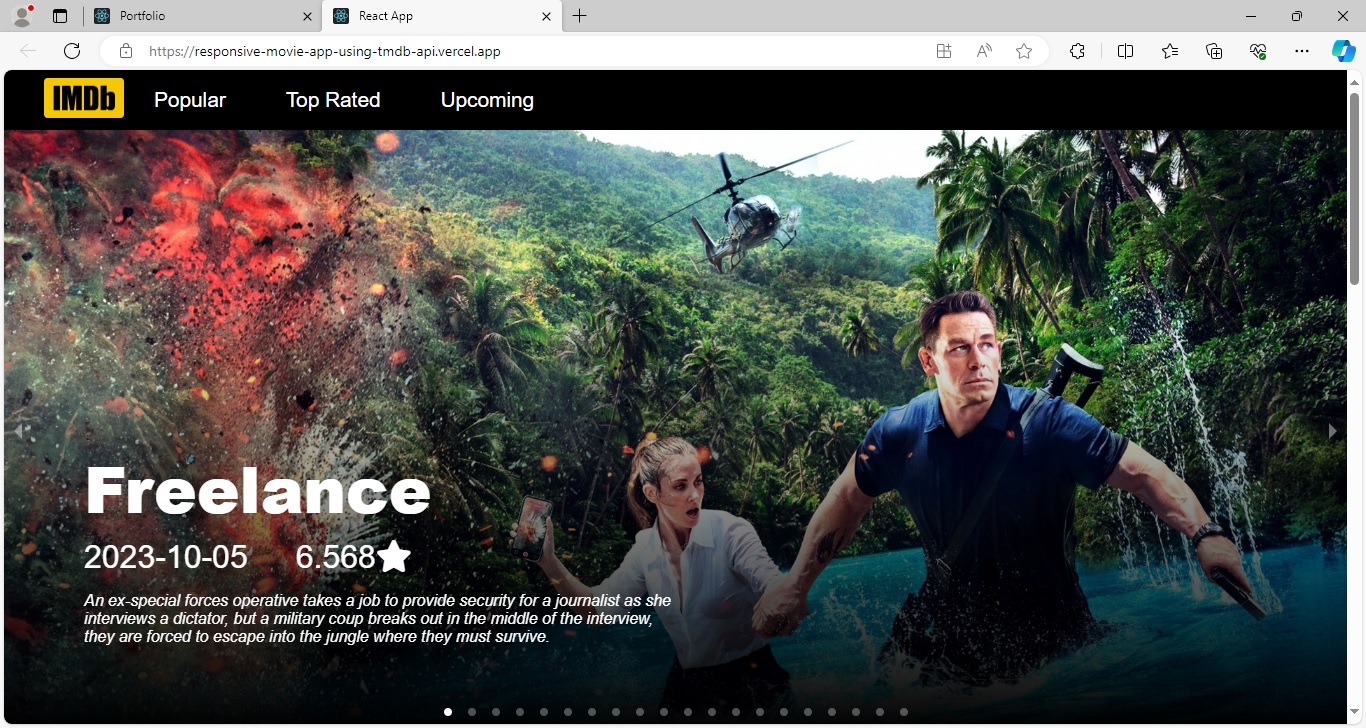 Portfolio
React App
https://responsive-movie-app-using-tmdb-api.vercel.app
IMDb Popular Top Rated Upcoming
Freelance
2023-10-05 6.568
An ex-special forces operative takes a job to provide security for a journalist as she
interviews a dictator, but a military coup breaks out in the middle of the interview,
they are forced to escape into the jungle where they must survive.